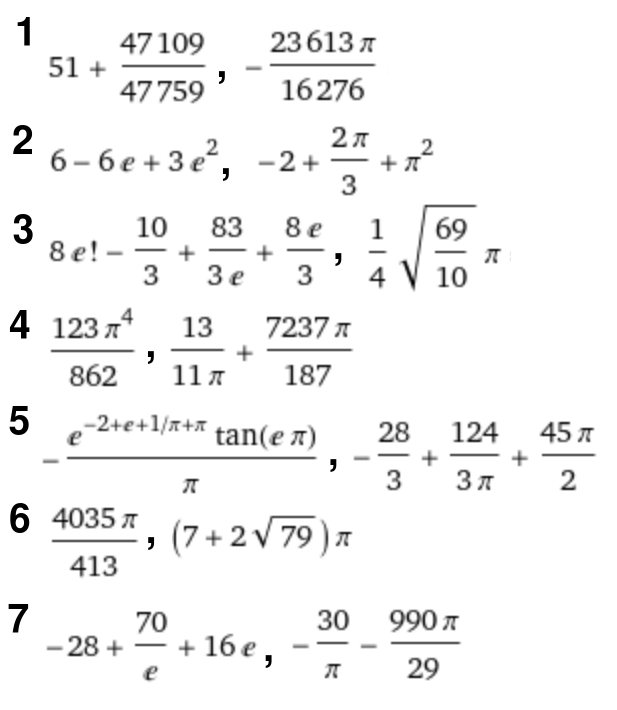 1 51 + 47109/47759, − 23613π/16276
2 6 − 6e + 3e², −2 + 2π/3 + π²
3 8e! − 10/3 + 83/(3e) + 8e/3, 1/4 √(69/10) π
4 123π⁴/862, 13/(11π) + 7237π/187
5 − e^(−2+e+1/π+π) tan(eπ)/π, − 28/3 + 124/(3π) + 45π/2
6 4035π/413, (7 + 2√79)π
7 −28 + 70/e + 16e, − 30/π − 990π/29